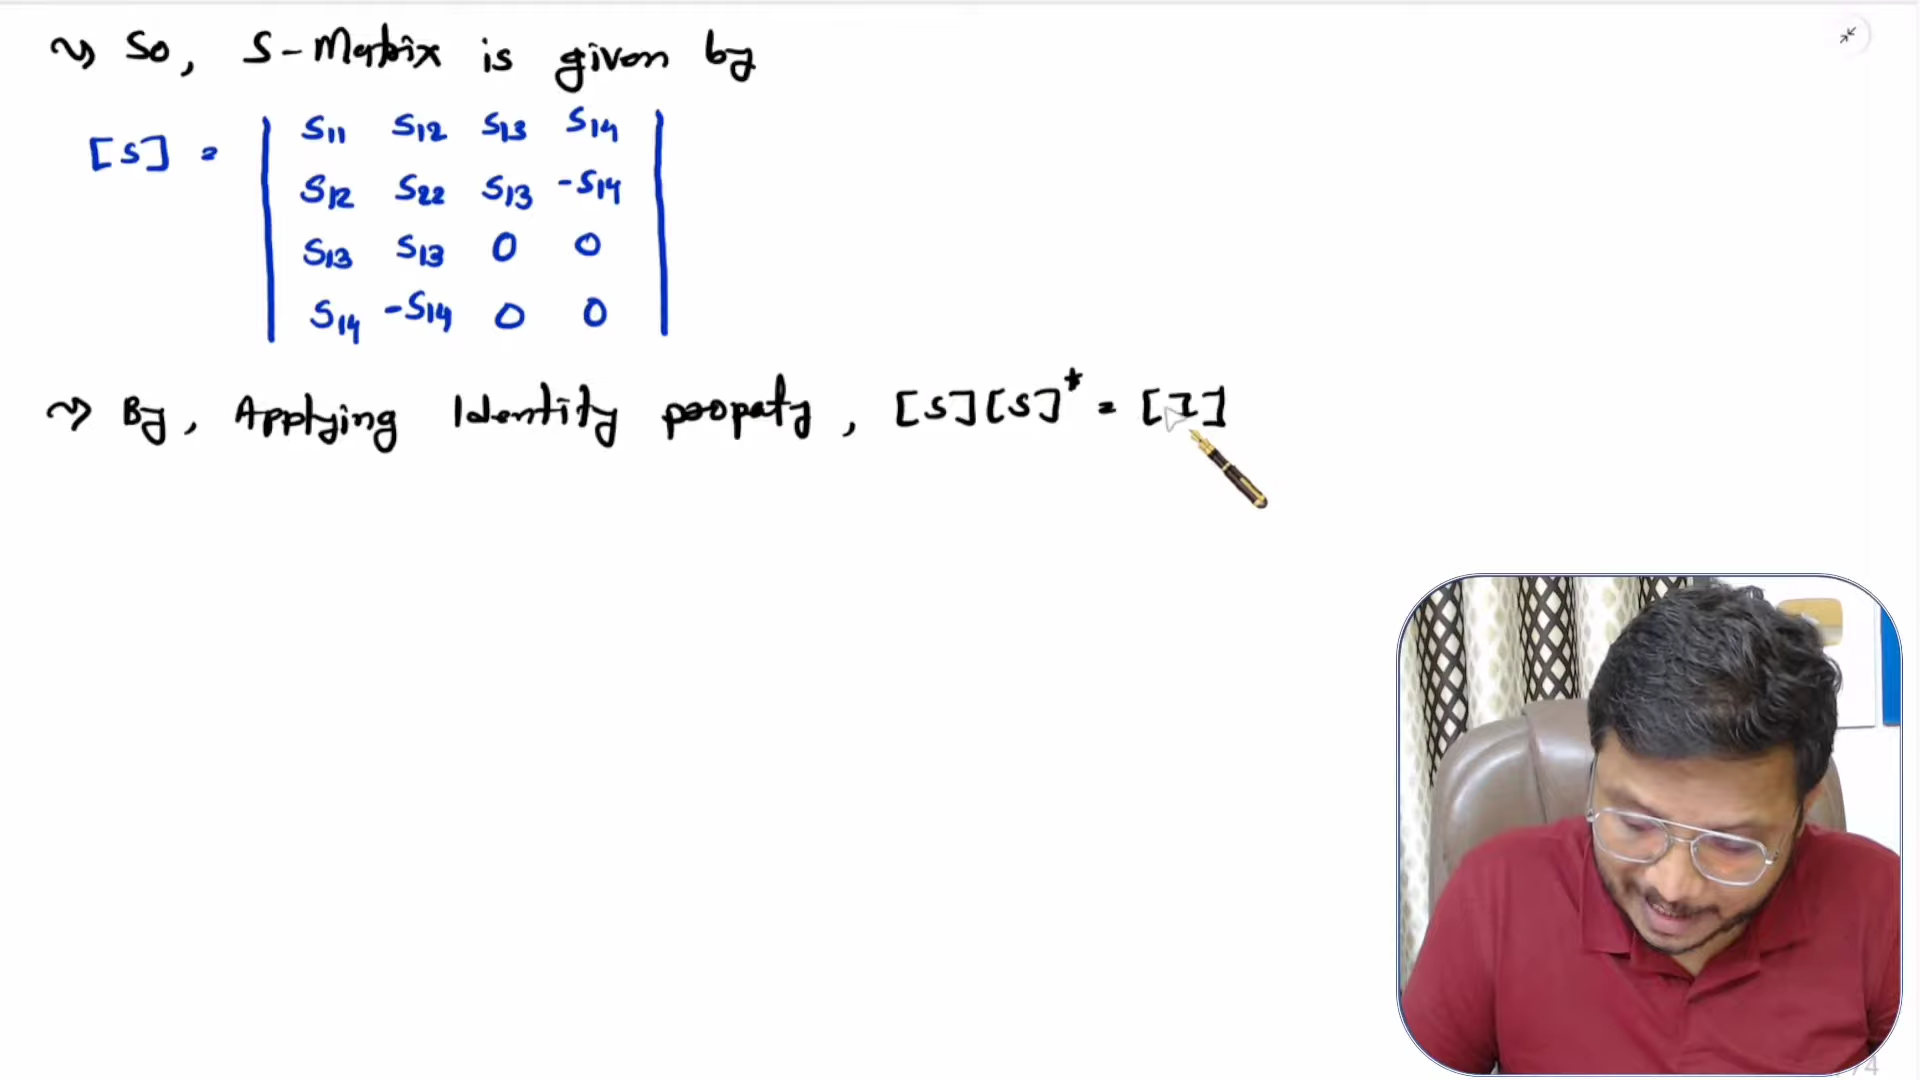 ~> So, S-Matrix is given by
[S] = | S11 S12 S13 S14 |
| S12 S22 S13 -S14 |
| S13 S13 0 0 |
| S14 -S14 0 0 |
~> By, Applying Identity property, [S][S]* = [I]
74